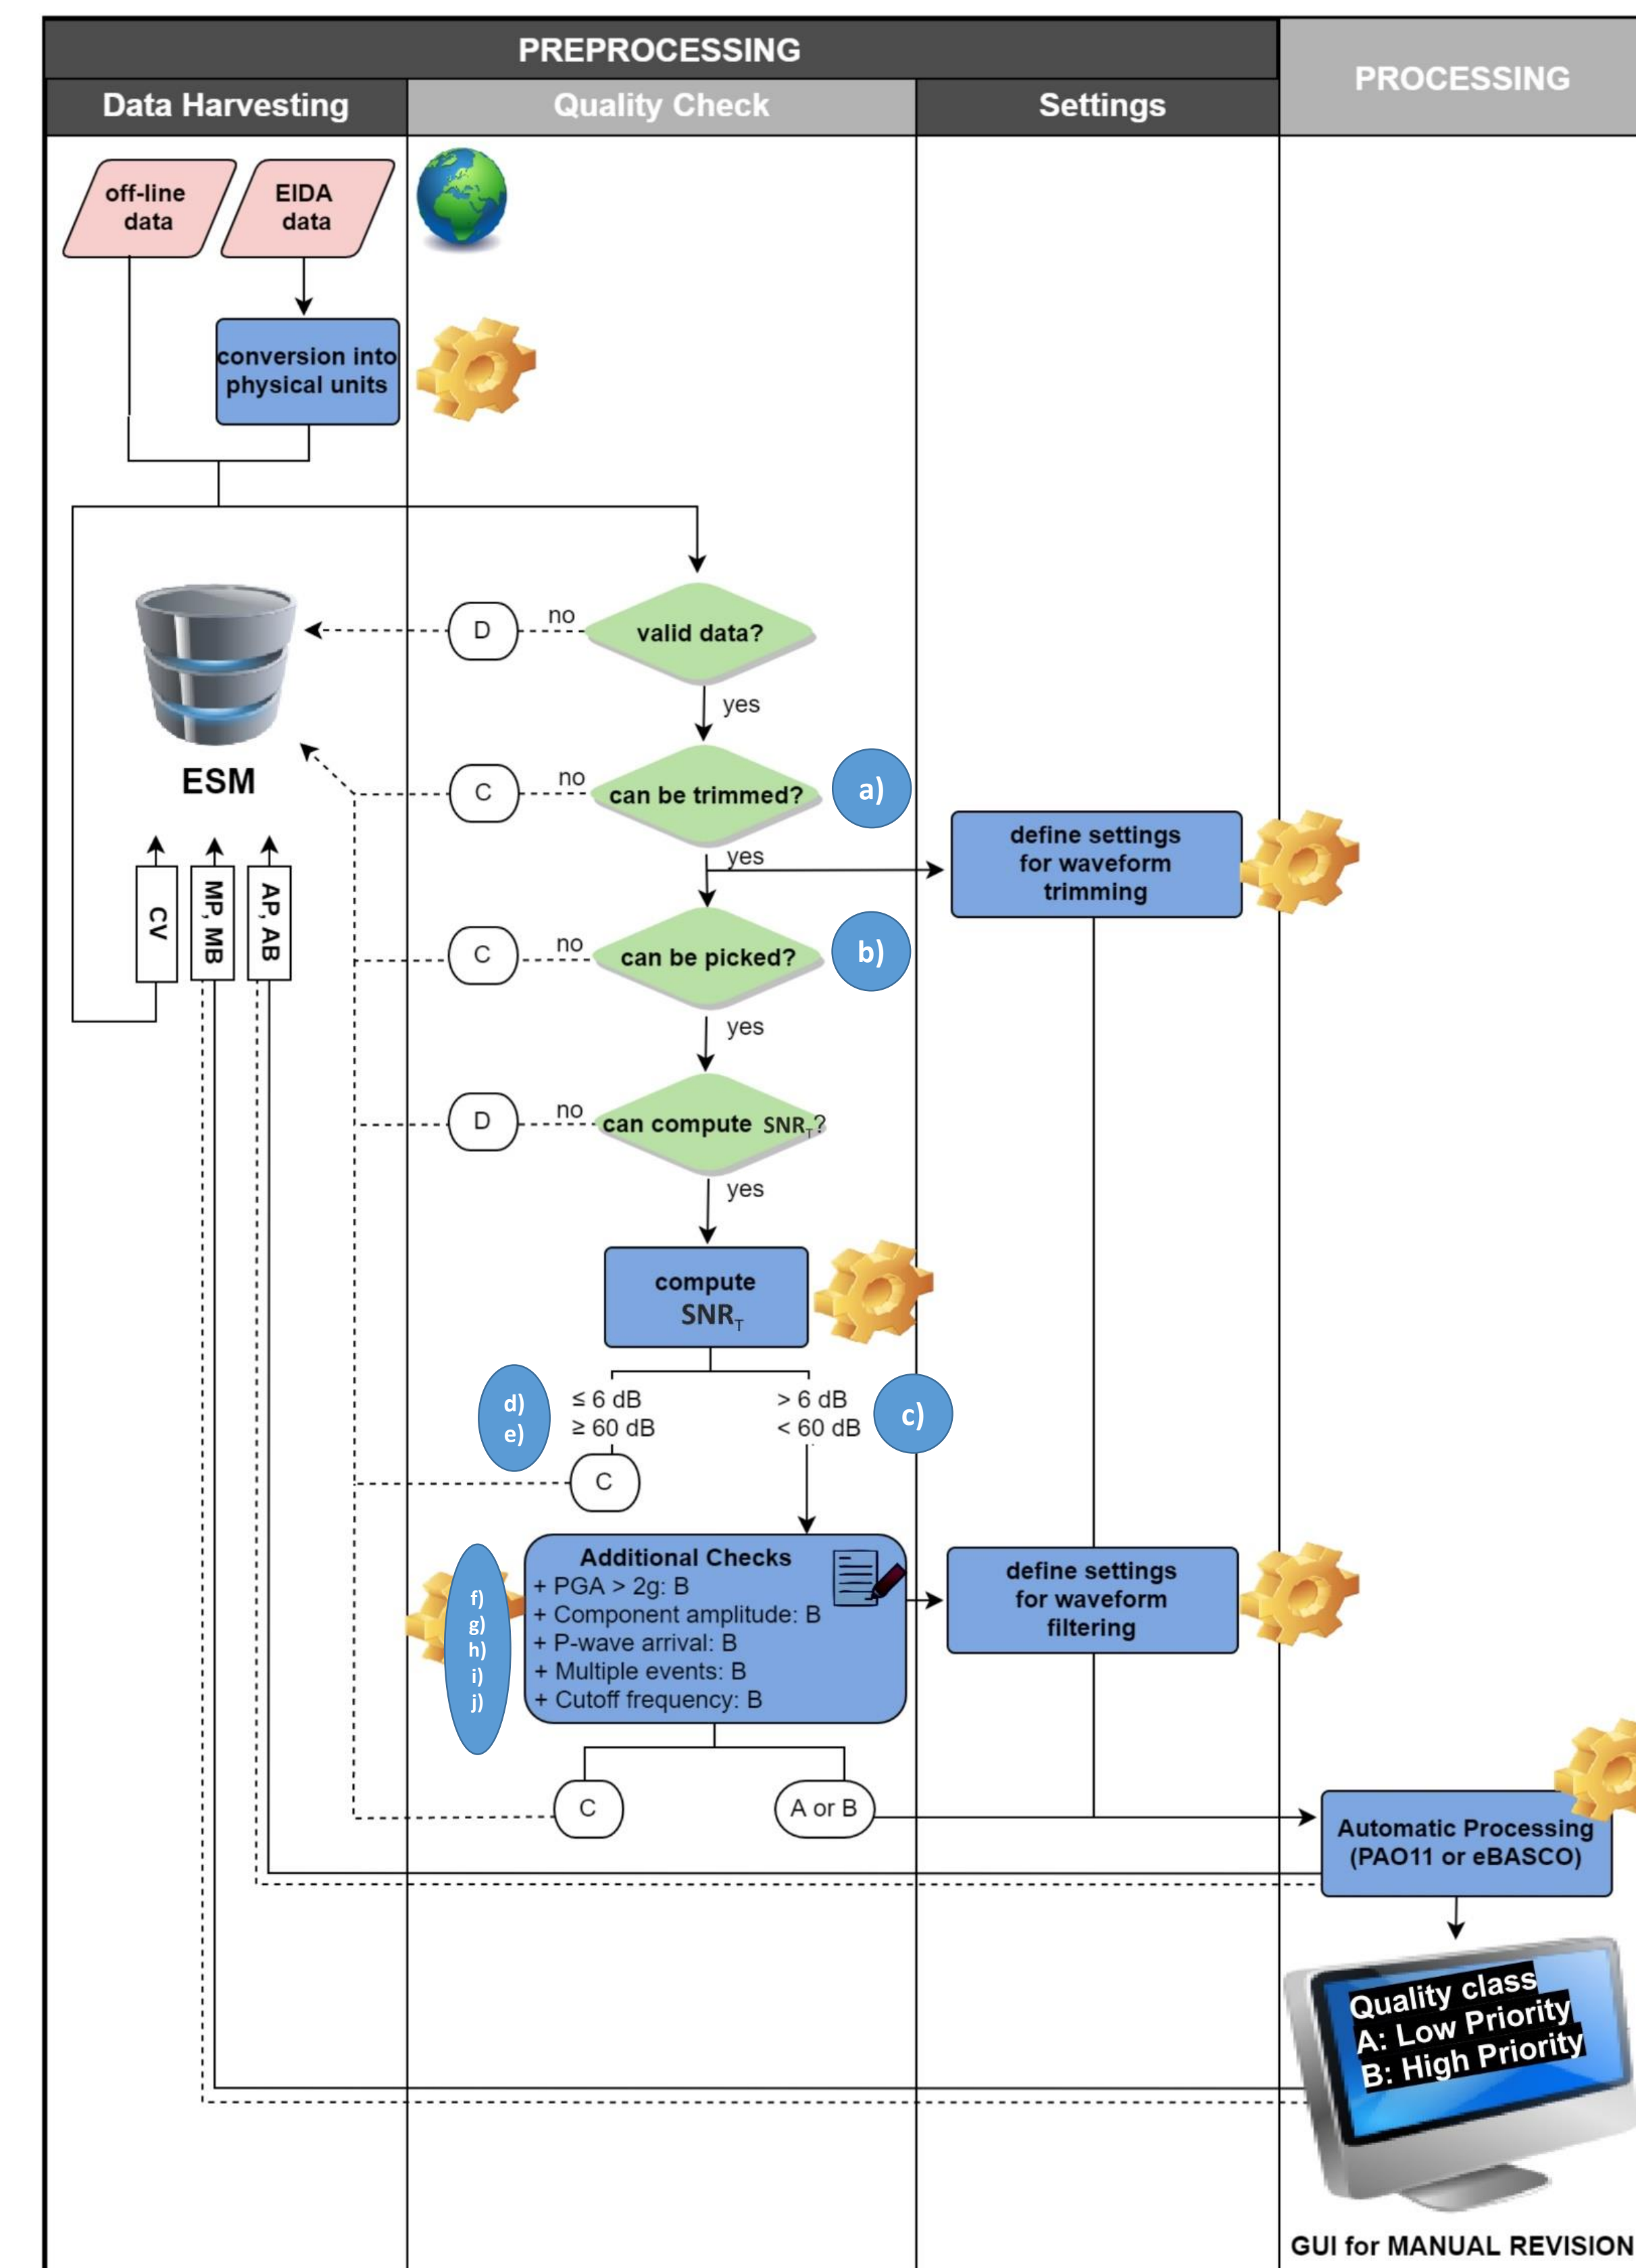 PREPROCESSING
PROCESSING
Data Harvesting
Quality Check
Settings
off-line
data
EIDA
data
conversion into
physical units
D
no
valid data?
yes
ESM
C
no
can be trimmed?
a)
yes
define settings
for waveform
trimming
CV
MP, MB
AP, AB
C
no
can be picked?
b)
yes
D
no
can compute SNRT?
yes
compute
SNRT
d)
e)
≤ 6 dB
≥ 60 dB
> 6 dB
< 60 dB
c)
C
f)
g)
h)
i)
j)
Additional Checks
+ PGA > 2g: B
+ Component amplitude: B
+ P-wave arrival: B
+ Multiple events: B
+ Cutoff frequency: B
define settings
for waveform
filtering
C
A or B
Automatic Processing
(PAO11 or eBASCO)
Quality class
A: Low Priority
B: High Priority
GUI for MANUAL REVISION